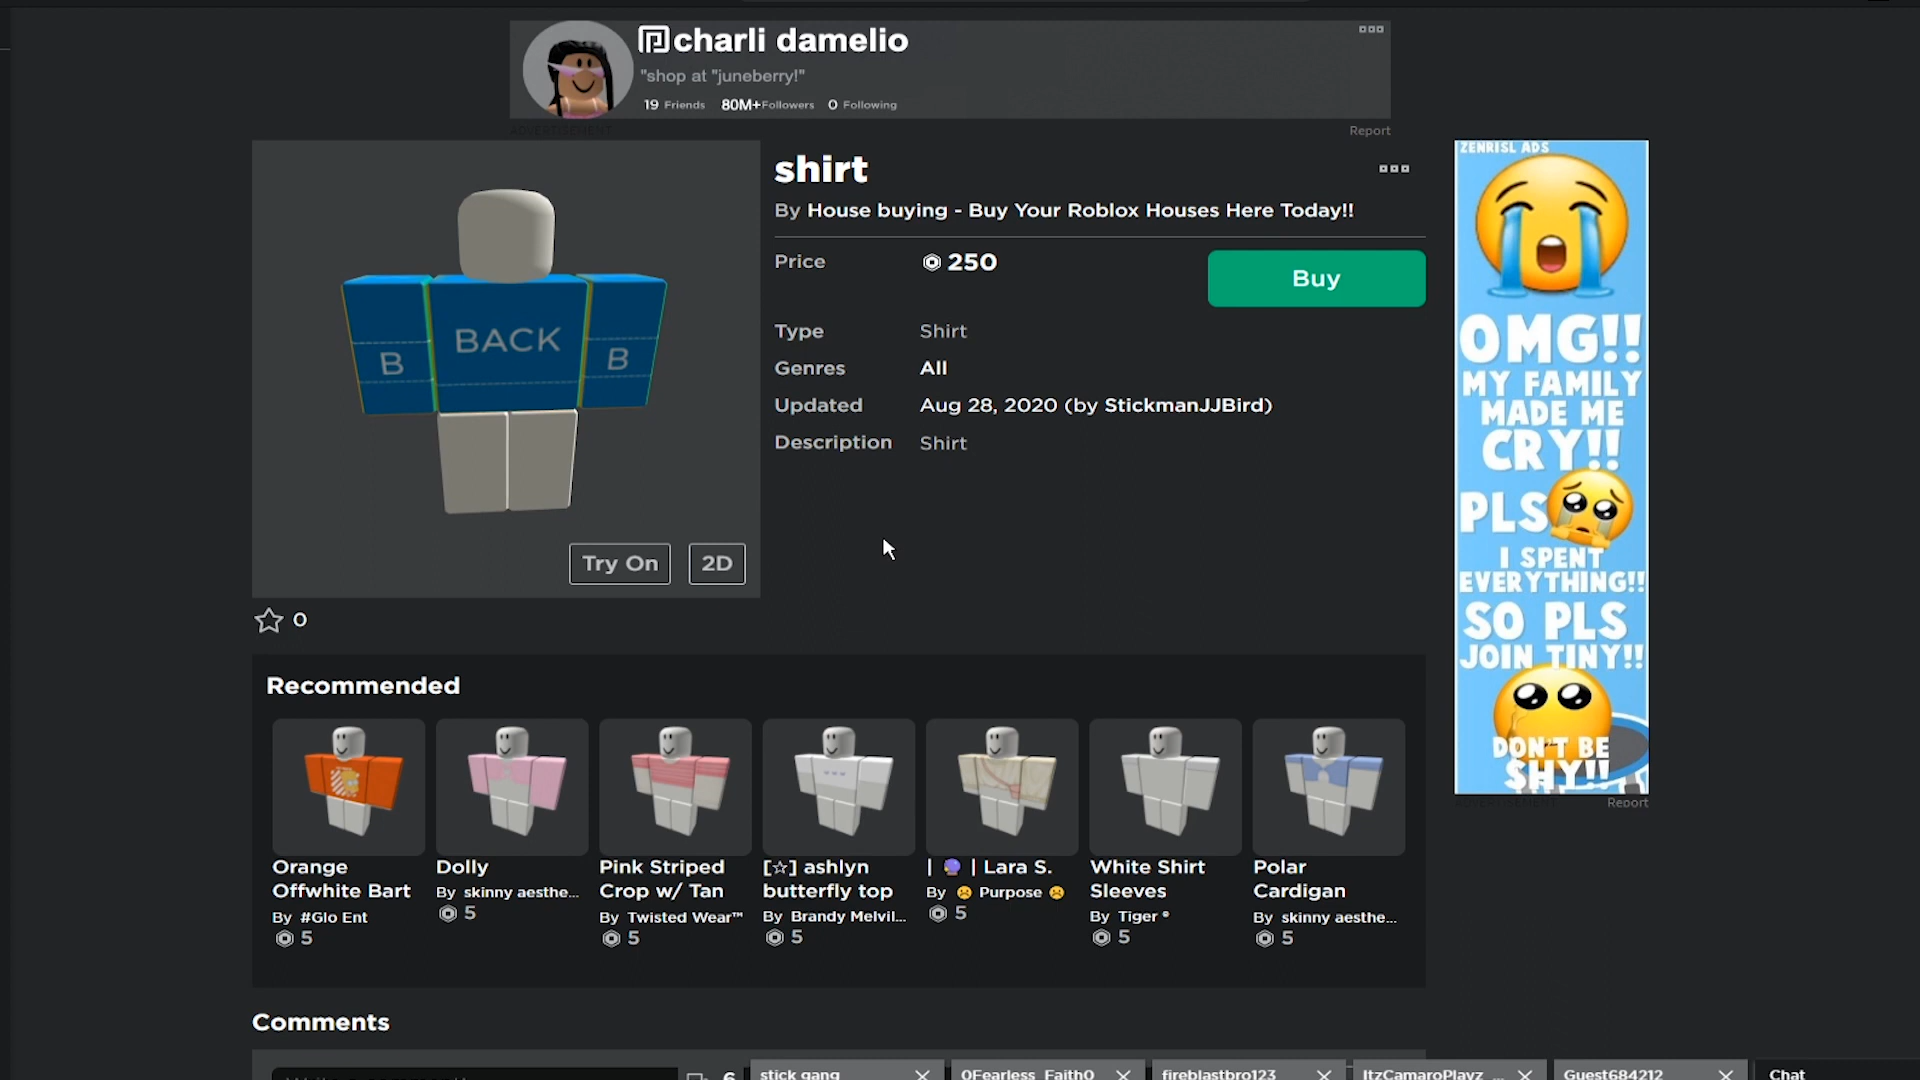 charli damelio
"shop at "juneberry!"
19 Friends 80M+Followers 0 Following
ADVERTISEMENT
Report
BACK
B
B
Try On
2D
0
shirt
By House buying - Buy Your Roblox Houses Here Today!!
Price 250
Buy
Type Shirt
Genres All
Updated Aug 28, 2020 (by StickmanJJBird)
Description Shirt
ZENRISL ADS
OMG!!
MY FAMILY
MADE ME
CRY!!
PLS
I SPENT
EVERYTHING!!
SO PLS
JOIN TINY!!
DON'T BE
SHY!!
ADVERTISEMENT
Report
Recommended
Orange
Offwhite Bart
By #Glo Ent
5
Dolly
By skinny aesthe...
5
Pink Striped
Crop w/ Tan
By Twisted Wear™
5
[☆] ashlyn
butterfly top
By Brandy Melvil...
5
| 🔮 | Lara S.
By ☹️ Purpose ☹️
5
White Shirt
Sleeves
By Tiger ®
5
Polar
Cardigan
By skinny aesthe...
5
Comments
6
stick gang
0Fearless_Faith0
fireblastbro123
ItzCamaroPlayz ...
Guest684212
Chat